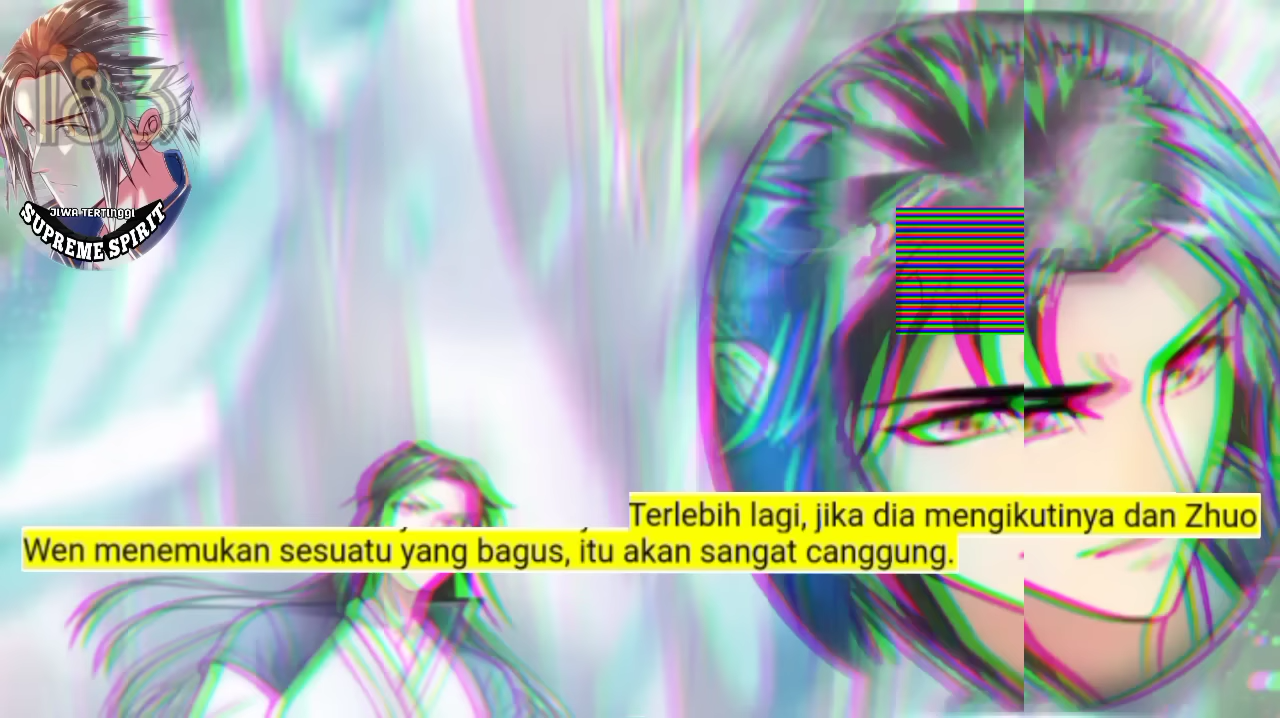 183
JIWA TERTINGGI
SUPREME SPIRIT
Terlebih lagi, jika dia mengikutinya dan Zhuo
Wen menemukan sesuatu yang bagus, itu akan sangat canggung.